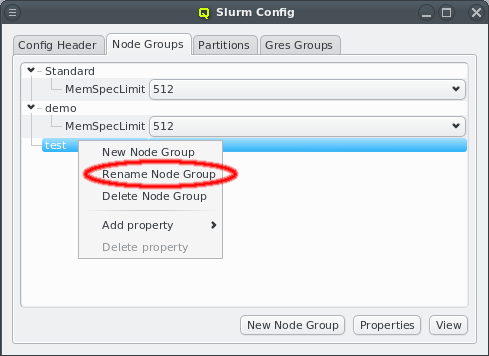 Slurm Config
Config Header Node Groups Partitions Gres Groups
Standard
MemSpecLimit 512
demo
MemSpecLimit 512
test
New Node Group
Rename Node Group
Delete Node Group
Add property
Delete property
New Node Group Properties View